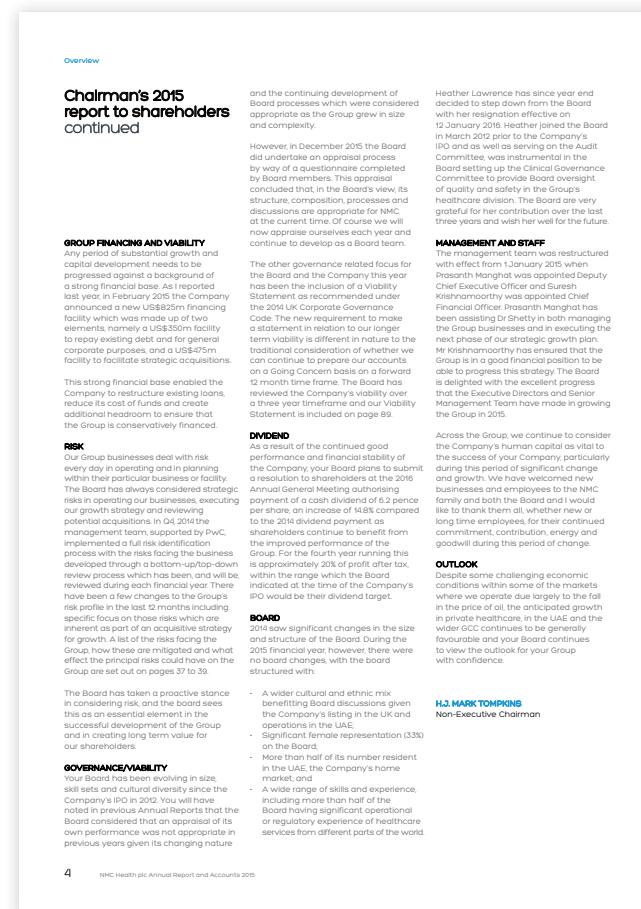 Overview
Chairman's 2015
report to shareholders
continued
GROUP FINANCING AND VIABILITY
Any period of substantial growth and
capital development needs to be
progressed against a background of
a strong financial base. As I reported
last year, in February 2015 the Company
announced a new US$825m financing
facility which was made up of two
elements, namely a US$350m facility
to repay existing debt and for general
corporate purposes, and a US$475m
facility to facilitate strategic acquisitions.
This strong financial base enabled the
Company to restructure existing loans,
reduce its cost of funds and create
additional headroom to ensure that
the Group is conservatively financed.
RISK
Our Group businesses deal with risk
every day in operating and in planning
within their particular business or facility.
The Board has always considered strategic
risks in operating our businesses, executing
our growth strategy and reviewing
potential acquisitions. In Q4, 2014 the
management team, supported by PwC,
implemented a full risk identification
process with the risks facing the business
developed through a bottom-up/top-down
review process which has been, and will be,
reviewed during each financial year. There
have been a few changes to the Group's
risk profile in the last 12 months including
specific focus on those risks which are
inherent as part of an acquisitive strategy
for growth. A list of the risks facing the
Group, how these are mitigated and what
effect the principal risks could have on the
Group are set out on pages 37 to 39.
The Board has taken a proactive stance
in considering risk, and the board sees
this as an essential element in the
successful development of the Group
and in creating long term value for
our shareholders.
GOVERNANCE/VIABILITY
Your Board has been evolving in size,
skill sets and cultural diversity since the
Company's IPO in 2012. You will have
noted in previous Annual Reports that the
Board considered that an appraisal of its
own performance was not appropriate in
previous years given its changing nature
and the continuing development of
Board processes which were considered
appropriate as the Group grew in size
and complexity.
However, in December 2015 the Board
did undertake an appraisal process
by way of a questionnaire completed
by Board members. This appraisal
concluded that, in the Board's view, its
structure, composition, processes and
discussions are appropriate for NMC
at the current time. Of course we will
now appraise ourselves each year and
continue to develop as a Board team.
The other governance related focus for
the Board and the Company this year
has been the inclusion of a Viability
Statement as recommended under
the 2014 UK Corporate Governance
Code. The new requirement to make
a statement in relation to our longer
term viability is different in nature to the
traditional consideration of whether we
can continue to prepare our accounts
on a Going Concern basis on a forward
12 month time frame. The Board has
reviewed the Company's viability over
a three year timeframe and our Viability
Statement is included on page 89.
DIVIDEND
As a result of the continued good
performance and financial stability of
the Company, your Board plans to submit
a resolution to shareholders at the 2016
Annual General Meeting authorising
payment of a cash dividend of 6.2 pence
per share, an increase of 14.8% compared
to the 2014 dividend payment as
shareholders continue to benefit from
the improved performance of the
Group. For the fourth year running this
is approximately 20% of profit after tax,
within the range which the Board
indicated at the time of the Company's
IPO would be their dividend target.
BOARD
2014 saw significant changes in the size
and structure of the Board. During the
2015 financial year, however, there were
no board changes, with the board
structured with:
- A wider cultural and ethnic mix
benefitting Board discussions given
the Company's listing in the UK and
operations in the UAE;
- Significant female representation (33%)
on the Board;
- More than half of its number resident
in the UAE, the Company's home
market; and
- A wide range of skills and experience,
including more than half of the
Board having significant operational
or regulatory experience of healthcare
services from different parts of the world.
Heather Lawrence has since year end
decided to step down from the Board
with her resignation effective on
12 January 2016. Heather joined the Board
in March 2012 prior to the Company's
IPO and as well as serving on the Audit
Committee, was instrumental in the
Board setting up the Clinical Governance
Committee to provide Board oversight
of quality and safety in the Group's
healthcare division. The Board are very
grateful for her contribution over the last
three years and wish her well for the future.
MANAGEMENT AND STAFF
The management team was restructured
with effect from 1 January 2015 when
Prasanth Manghat was appointed Deputy
Chief Executive Officer and Suresh
Krishnamoorthy was appointed Chief
Financial Officer. Prasanth Manghat has
been assisting Dr Shetty in both managing
the Group businesses and in executing the
next phase of our strategic growth plan.
Mr Krishnamoorthy has ensured that the
Group is in a good financial position to be
able to progress this strategy. The Board
is delighted with the excellent progress
that the Executive Directors and Senior
Management Team have made in growing
the Group in 2015.
Across the Group, we continue to consider
the Company's human capital as vital to
the success of your Company, particularly
during this period of significant change
and growth. We have welcomed new
businesses and employees to the NMC
family and both the Board and I would
like to thank them all, whether new or
long time employees, for their continued
commitment, contribution, energy and
goodwill during this period of change.
OUTLOOK
Despite some challenging economic
conditions within some of the markets
where we operate due largely to the fall
in the price of oil, the anticipated growth
in private healthcare, in the UAE and the
wider GCC continues to be generally
favourable and your Board continues
to view the outlook for your Group
with confidence.
H.J. MARK TOMPKINS
Non-Executive Chairman
4 NMC Health plc Annual Report and Accounts 2015